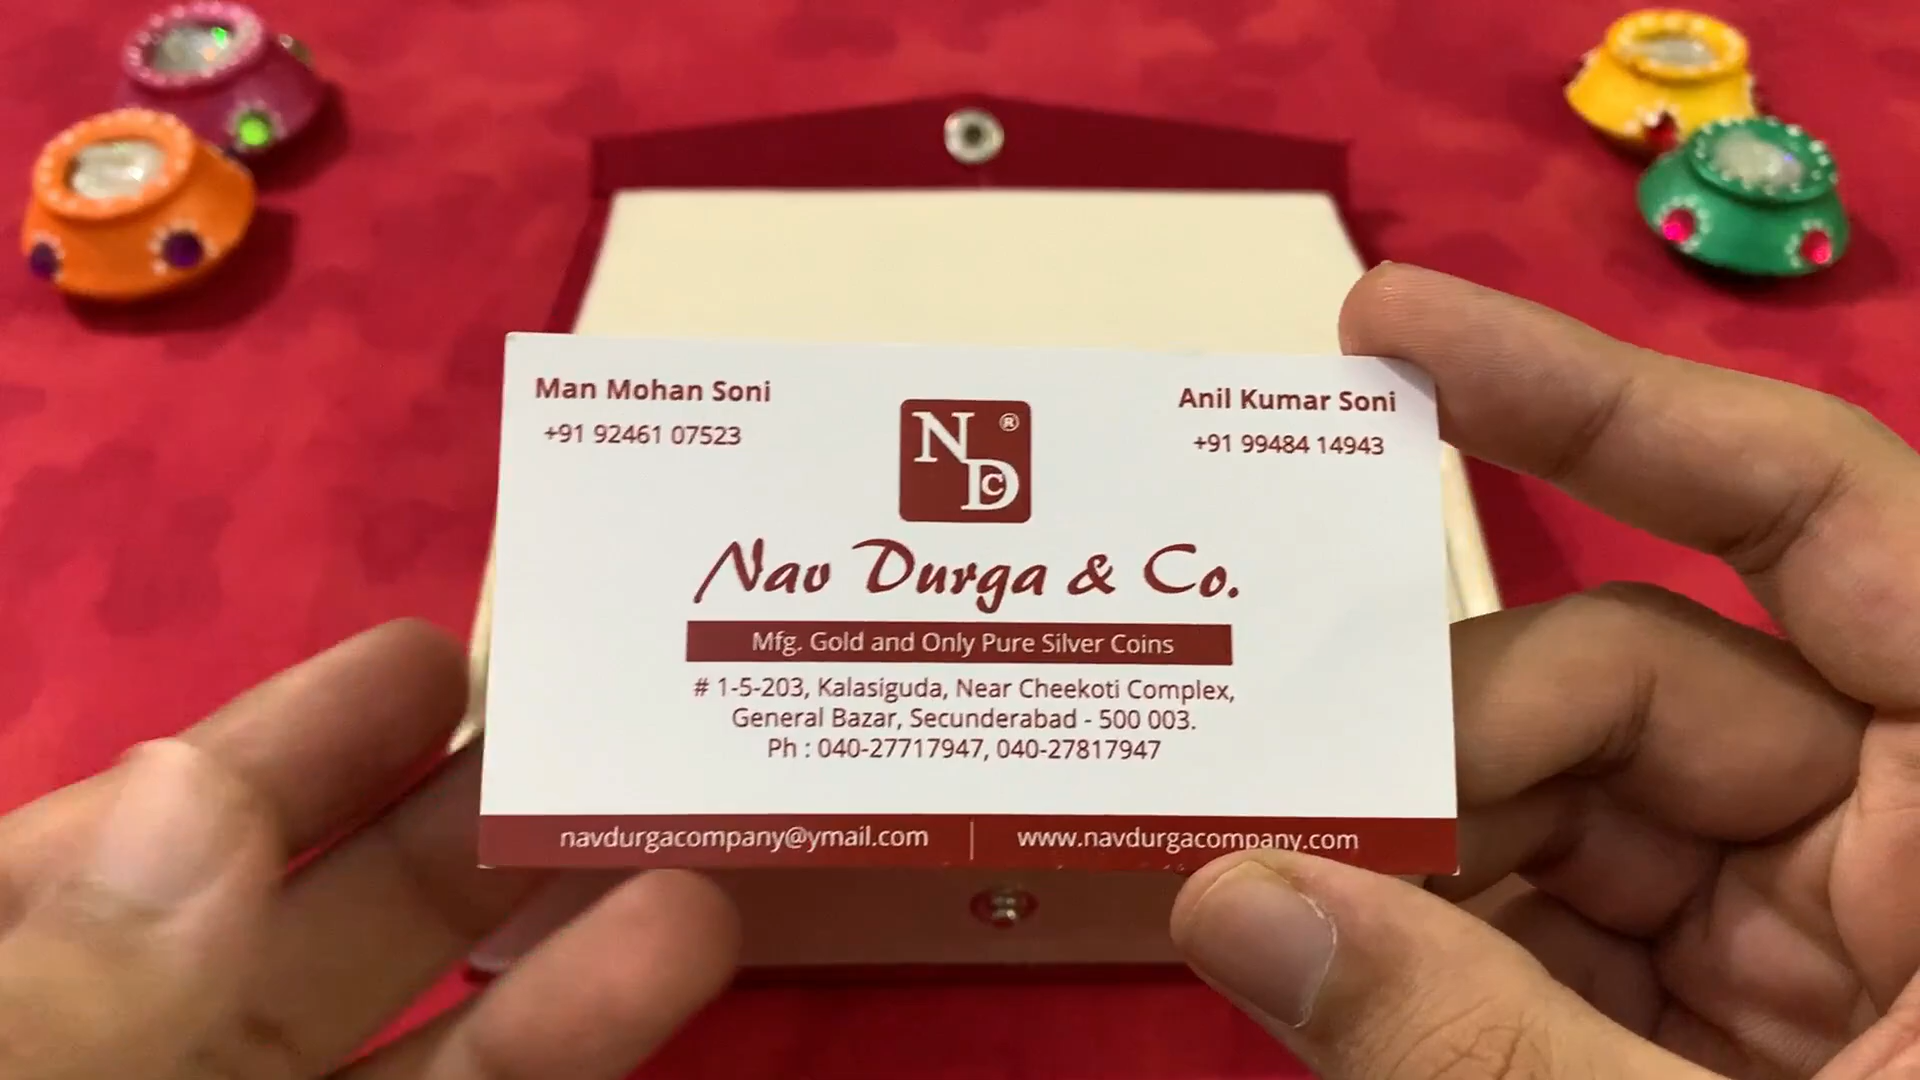 Man Mohan Soni
+91 92461 07523
Anil Kumar Soni
+91 99484 14943
N ®
D C
Nav Durga & Co.
Mfg. Gold and Only Pure Silver Coins
# 1-5-203, Kalasiguda, Near Cheekoti Complex,
General Bazar, Secunderabad - 500 003.
Ph : 040-27717947, 040-27817947
navdurgacompany@ymail.com | www.navdurgacompany.com